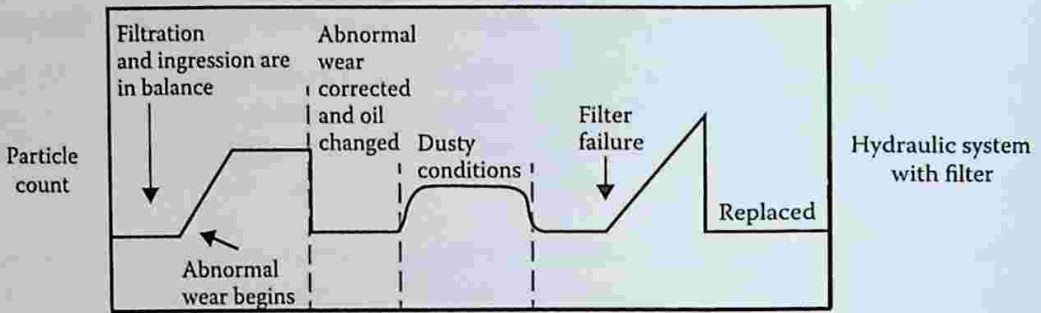 Filtration
and ingression are
in balance
Abnormal
wear
corrected
and oil
changed
Dusty
conditions
Filter
failure
Particle
count
Hydraulic system
with filter
Replaced
Abnormal
wear begins